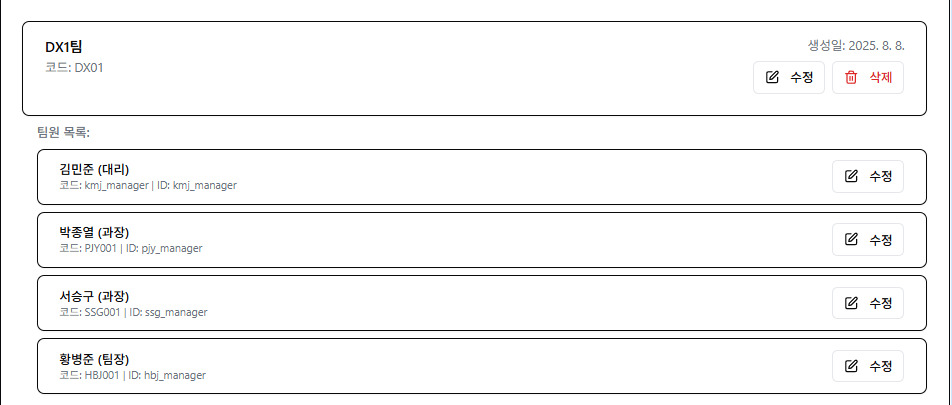 DX1팀
생성일: 2025. 8. 8.
코드: DX01
수정 삭제
팀원 목록:
김민준 (대리)
코드: kmj_manager | ID: kmj_manager
수정
박종열 (과장)
코드: PJY001 | ID: pjy_manager
수정
서승구 (과장)
코드: SSG001 | ID: ssg_manager
수정
황병준 (팀장)
코드: HBJ001 | ID: hbj_manager
수정